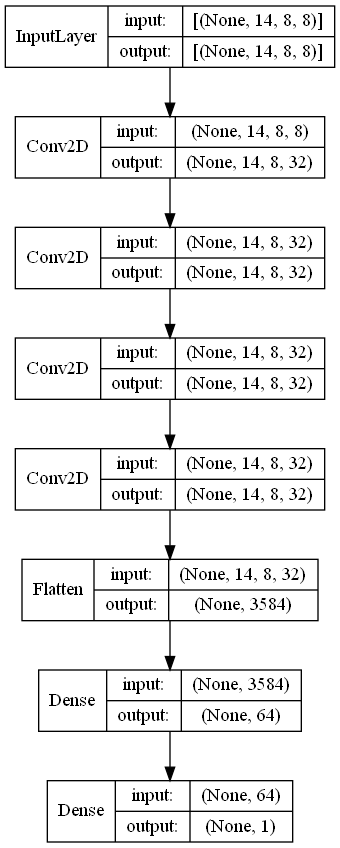 InputLayer
input: [(None, 14, 8, 8)]
output: [(None, 14, 8, 8)]
Conv2D
input: (None, 14, 8, 8)
output: (None, 14, 8, 32)
Conv2D
input: (None, 14, 8, 32)
output: (None, 14, 8, 32)
Conv2D
input: (None, 14, 8, 32)
output: (None, 14, 8, 32)
Conv2D
input: (None, 14, 8, 32)
output: (None, 14, 8, 32)
Flatten
input: (None, 14, 8, 32)
output: (None, 3584)
Dense
input: (None, 3584)
output: (None, 64)
Dense
input: (None, 64)
output: (None, 1)